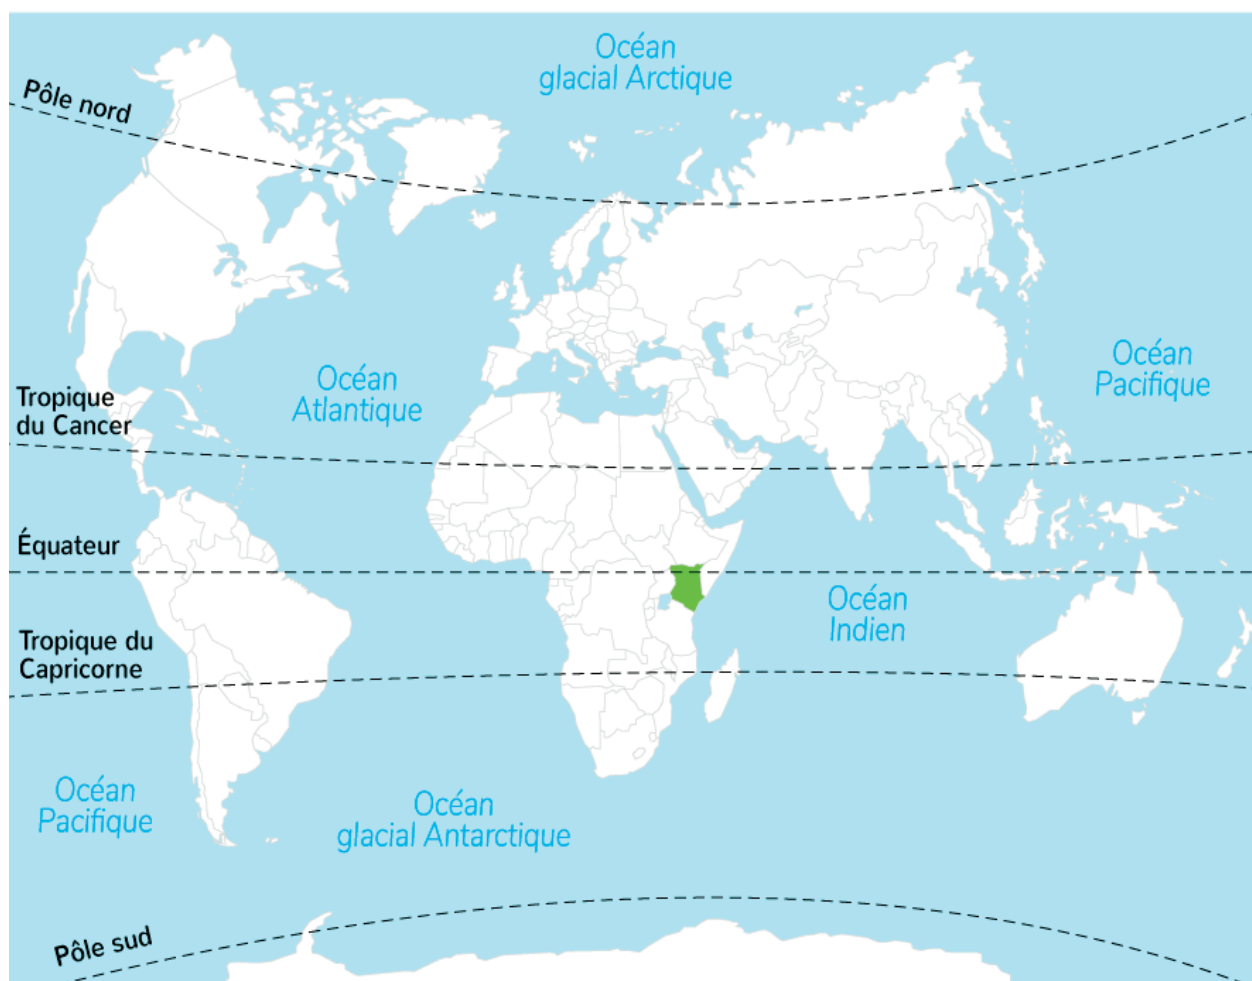 Océan
glacial Arctique
Pôle nord
Océan
Pacifique
Océan
Atlantique
Tropique
du Cancer
Équateur
Océan
Indien
Tropique du
Capricorne
Océan
Pacifique
Océan
glacial Antarctique
Pôle sud